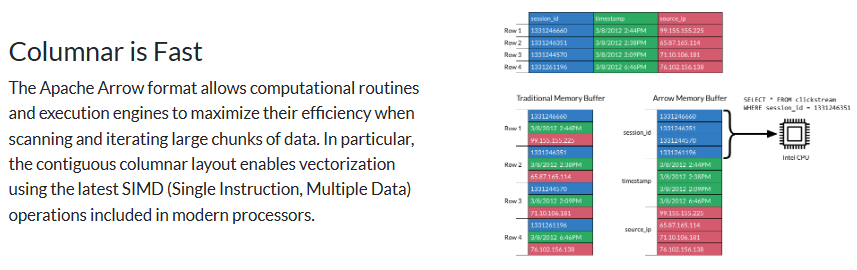 Columnar is Fast
The Apache Arrow format allows computational routines
and execution engines to maximize their efficiency when
scanning and iterating large chunks of data. In particular,
the contiguous columnar layout enables vectorization
using the latest SIMD (Single Instruction, Multiple Data)
operations included in modern processors.
session_id timestamp source_ip
Row 1 1331246660 3/8/2012 2:44PM 99.155.155.225
Row 2 1331246351 3/8/2012 2:38PM 65.87.165.114
Row 3 1331244570 3/8/2012 2:09PM 71.10.106.181
Row 4 1331261196 3/8/2012 6:46PM 76.102.156.138
Traditional Memory Buffer
Row 1
1331246660
3/8/2012 2:44PM
99.155.155.225
Row 2
1331246351
3/8/2012 2:38PM
65.87.165.114
Row 3
1331244570
3/8/2012 2:09PM
71.10.106.181
Row 4
1331261196
3/8/2012 6:46PM
76.102.156.138
Arrow Memory Buffer
session_id
1331246660
1331246351
1331244570
1331261196
timestamp
3/8/2012 2:44PM
3/8/2012 2:38PM
3/8/2012 2:09PM
3/8/2012 6:46PM
source_ip
99.155.155.225
65.87.165.114
71.10.106.181
76.102.156.138
SELECT * FROM clickstream
WHERE session_id = 1331246351
Intel CPU